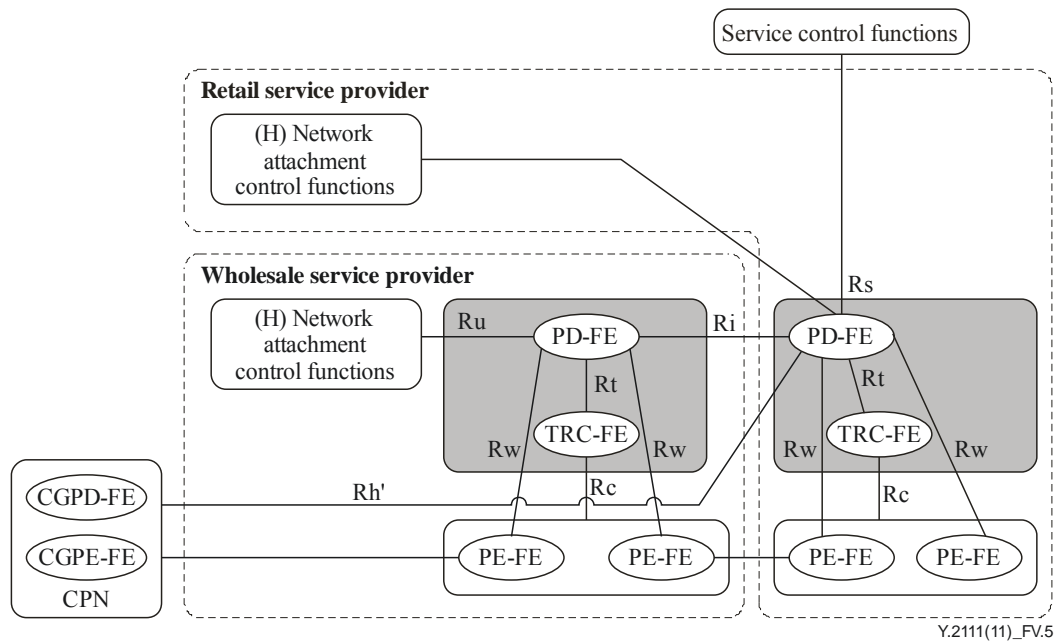 Service control functions
Retail service provider
(H) Network
attachment
control functions
Wholesale service provider
(H) Network
attachment
control functions
Ru
PD-FE
Ri
Rs
PD-FE
Rt
Rt
TRC-FE
TRC-FE
Rw
Rw
Rw
Rw
CGPD-FE
Rh'
Rc
Rc
CGPE-FE
PE-FE
PE-FE
PE-FE
PE-FE
CPN
Y.2111(11)_FV.5